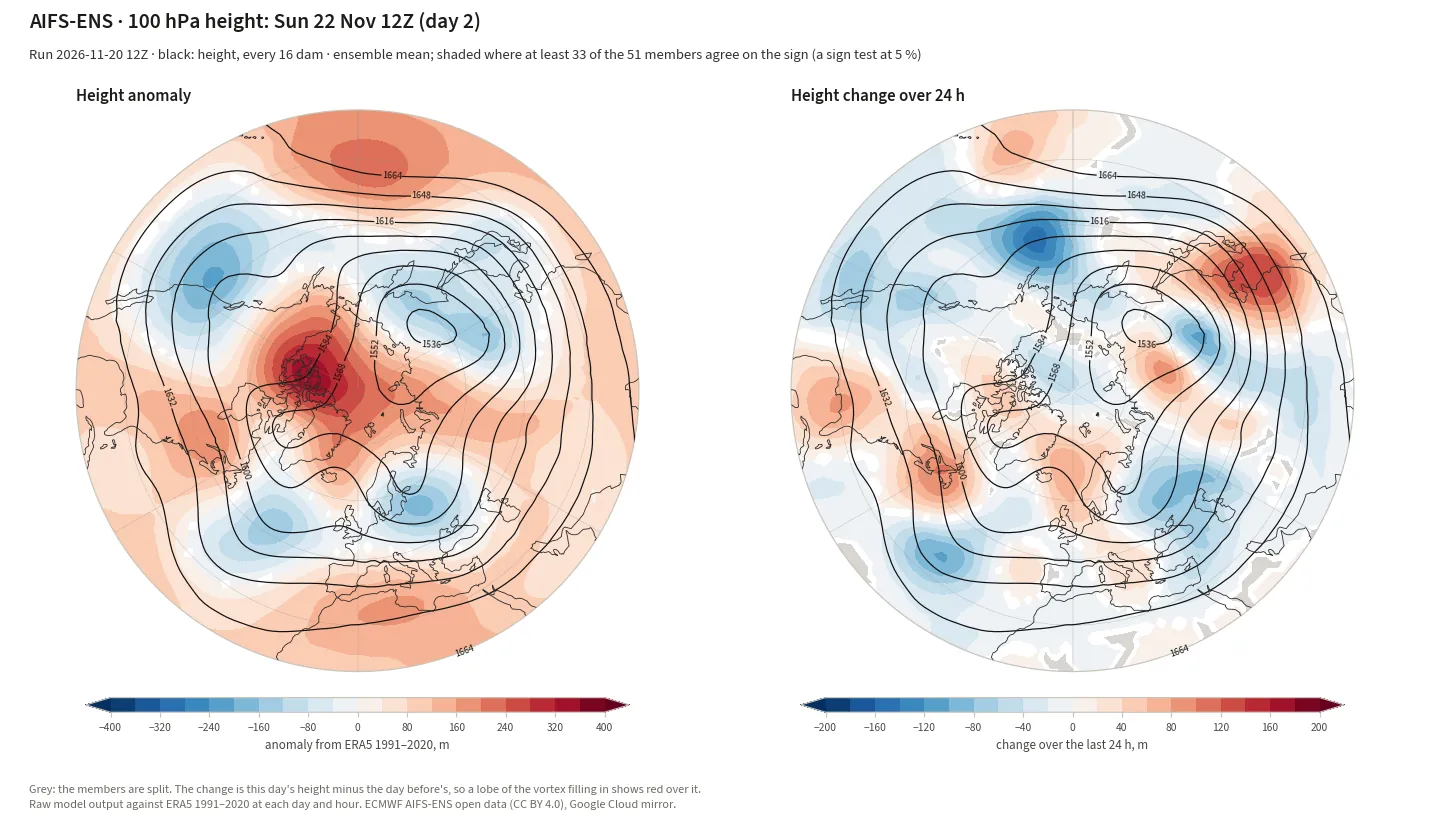 AIFS-ENS · 100 hPa height: Sun 22 Nov 12Z (day 2)
Run 2026-11-20 12Z · black: height, every 16 dam · ensemble mean; shaded where at least 33 of the 51 members agree on the sign (a sign test at 5 %)
Height anomaly
Height change over 24 h
1664
1648
1616
1584
1552
1536
1568
1632
1600
1664
1664
1648
1616
1584
1552
1536
1568
1632
1600
1664
−400 −320 −240 −160 −80 0 80 160 240 320 400
anomaly from ERA5 1991–2020, m
−200 −160 −120 −80 −40 0 40 80 120 160 200
change over the last 24 h, m
Grey: the members are split. The change is this day's height minus the day before's, so a lobe of the vortex filling in shows red over it.
Raw model output against ERA5 1991–2020 at each day and hour. ECMWF AIFS-ENS open data (CC BY 4.0), Google Cloud mirror.